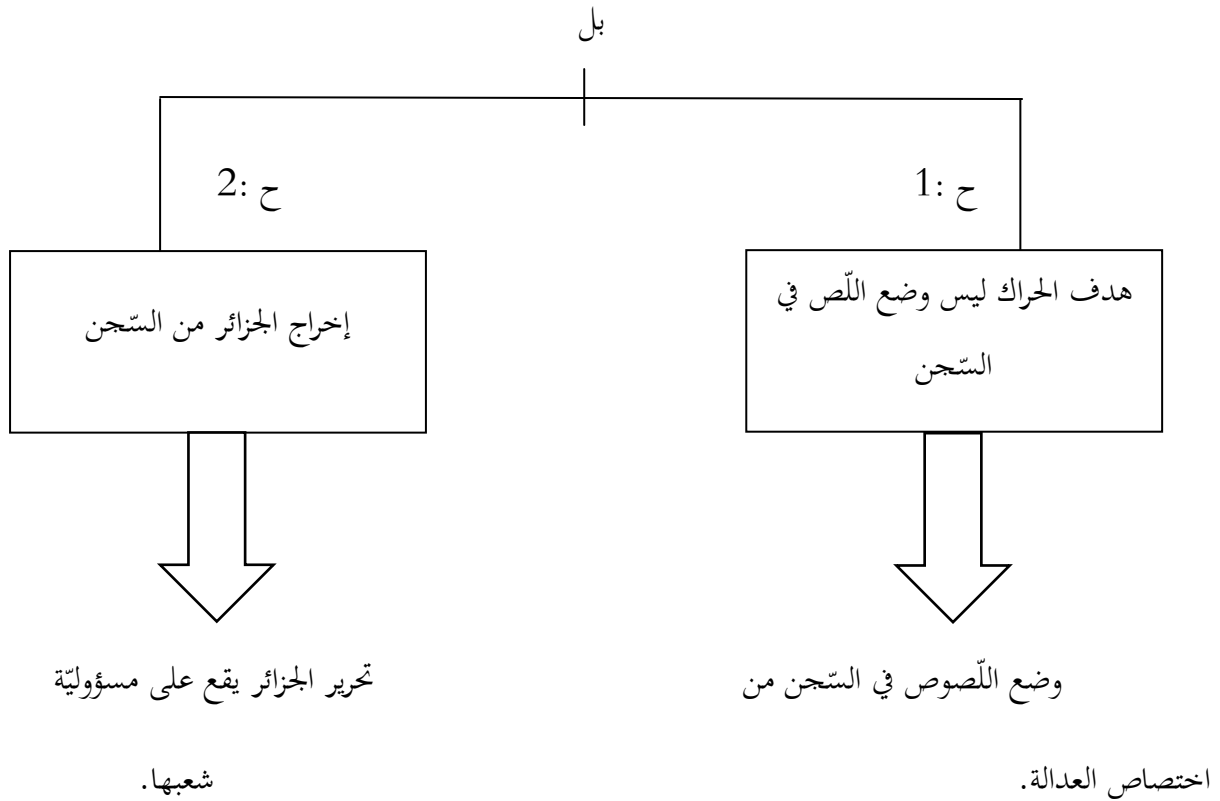 بل
ح :1
هدف الحراك ليس وضع اللّص في
السّجن
ح :2
إخراج الجزائر من السّجن
وضع اللّصوص في السّجن من
اختصاص العدالة.
تحرير الجزائر يقع على مسؤوليّة
شعبها.